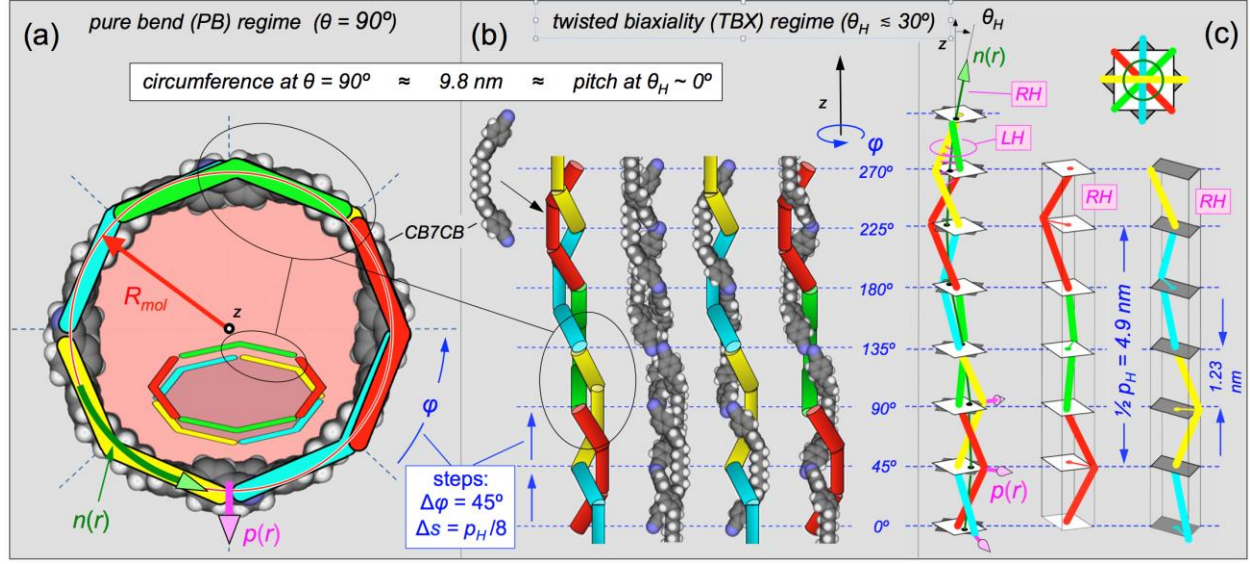 (a)
pure bend (PB) regime (θ = 90º)
(b)
twisted biaxiality (TBX) regime (θH ≲ 30º)
(c)
circumference at θ = 90º ≈ 9.8 nm ≈ pitch at θH ~ 0º
Rmol
z
n(r)
p(r)
φ
CB7CB
steps:
Δφ = 45º
Δs = pH/8
z
φ
270º
225º
180º
135º
90º
45º
0º
z
θH
n(r)
RH
LH
p(r)
RH
½ pH = 4.9 nm
RH
1.23
nm